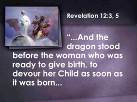 Revelation 12:3, 5
"...And the
dragon stood
before the woman who was
ready to give birth, to
devour her Child as soon as
it was born...